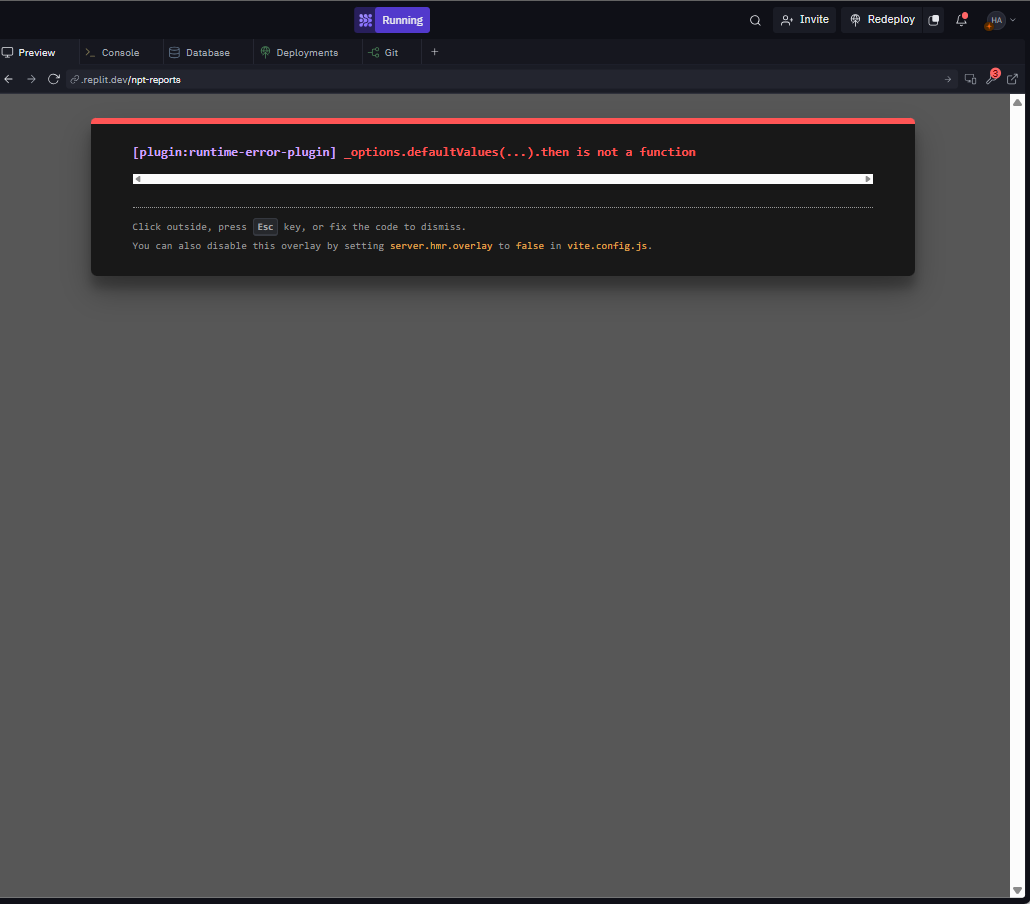 Running
Invite
Redeploy
HA
Preview
Console
Database
Deployments
Git
+
.replit.dev/npt-reports
3
[plugin:runtime-error-plugin] _options.defaultValues(...).then is not a function
Click outside, press Esc key, or fix the code to dismiss.
You can also disable this overlay by setting server.hmr.overlay to false in vite.config.js.